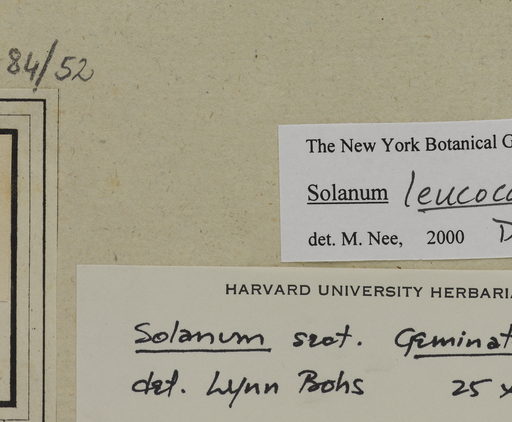 84/52
The New York Botanical G
Solanum leucoca
det. M. Nee, 2000 D
HARVARD UNIVERSITY HERBARIA
Solanum sect. Geminat
det. Lynn Bohs 25 x